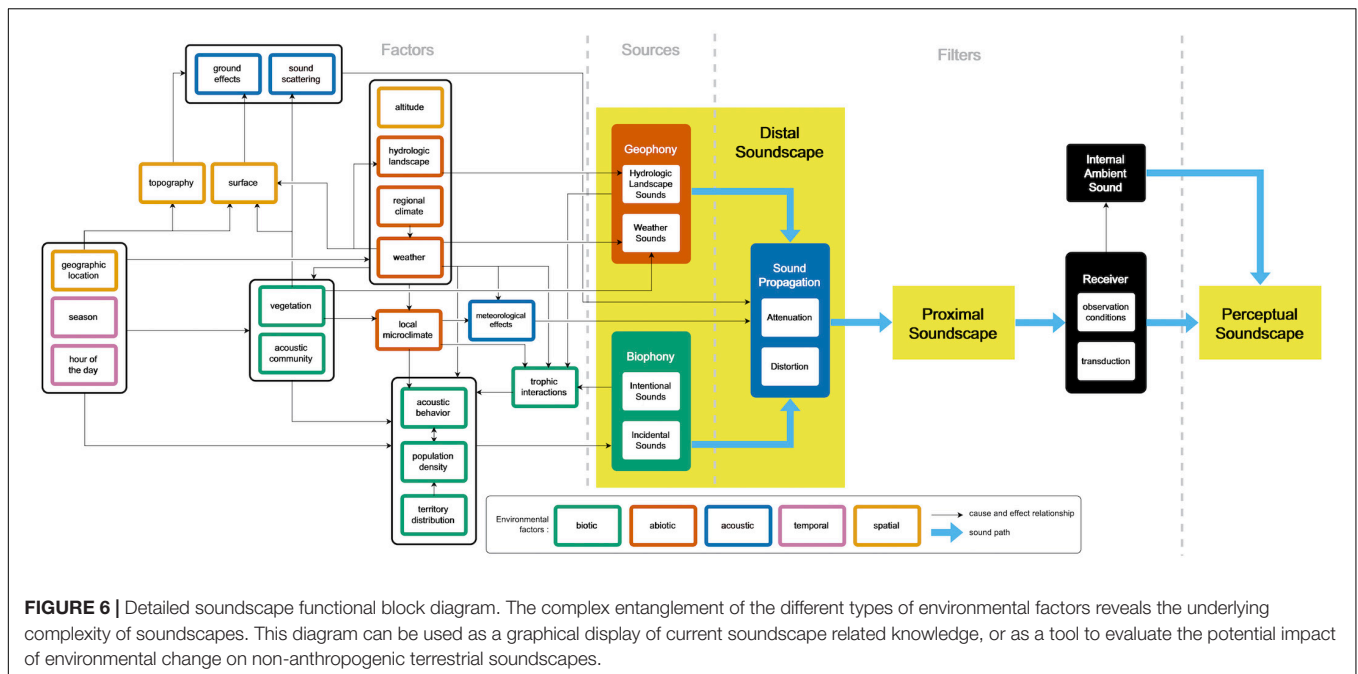 Factors
Sources
Filters
ground
effects
sound
scattering
altitude
hydrologic
landscape
regional
climate
weather
topography
surface
geographic
location
season
hour of
the day
vegetation
acoustic
community
local
microclimate
meteorological
effects
trophic
interactions
acoustic
behavior
population
density
territory
distribution
Geophony
Hydrologic
Landscape
Sounds
Weather
Sounds
Biophony
Intentional
Sounds
Incidental
Sounds
Distal
Soundscape
Sound
Propagation
Attenuation
Distortion
Proximal
Soundscape
Internal
Ambient
Sound
Receiver
observation
conditions
transduction
Perceptual
Soundscape
Environmental
factors :
biotic
abiotic
acoustic
temporal
spatial
cause and effect relationship
sound path
FIGURE 6 | Detailed soundscape functional block diagram. The complex entanglement of the different types of environmental factors reveals the underlying
complexity of soundscapes. This diagram can be used as a graphical display of current soundscape related knowledge, or as a tool to evaluate the potential impact
of environmental change on non-anthropogenic terrestrial soundscapes.